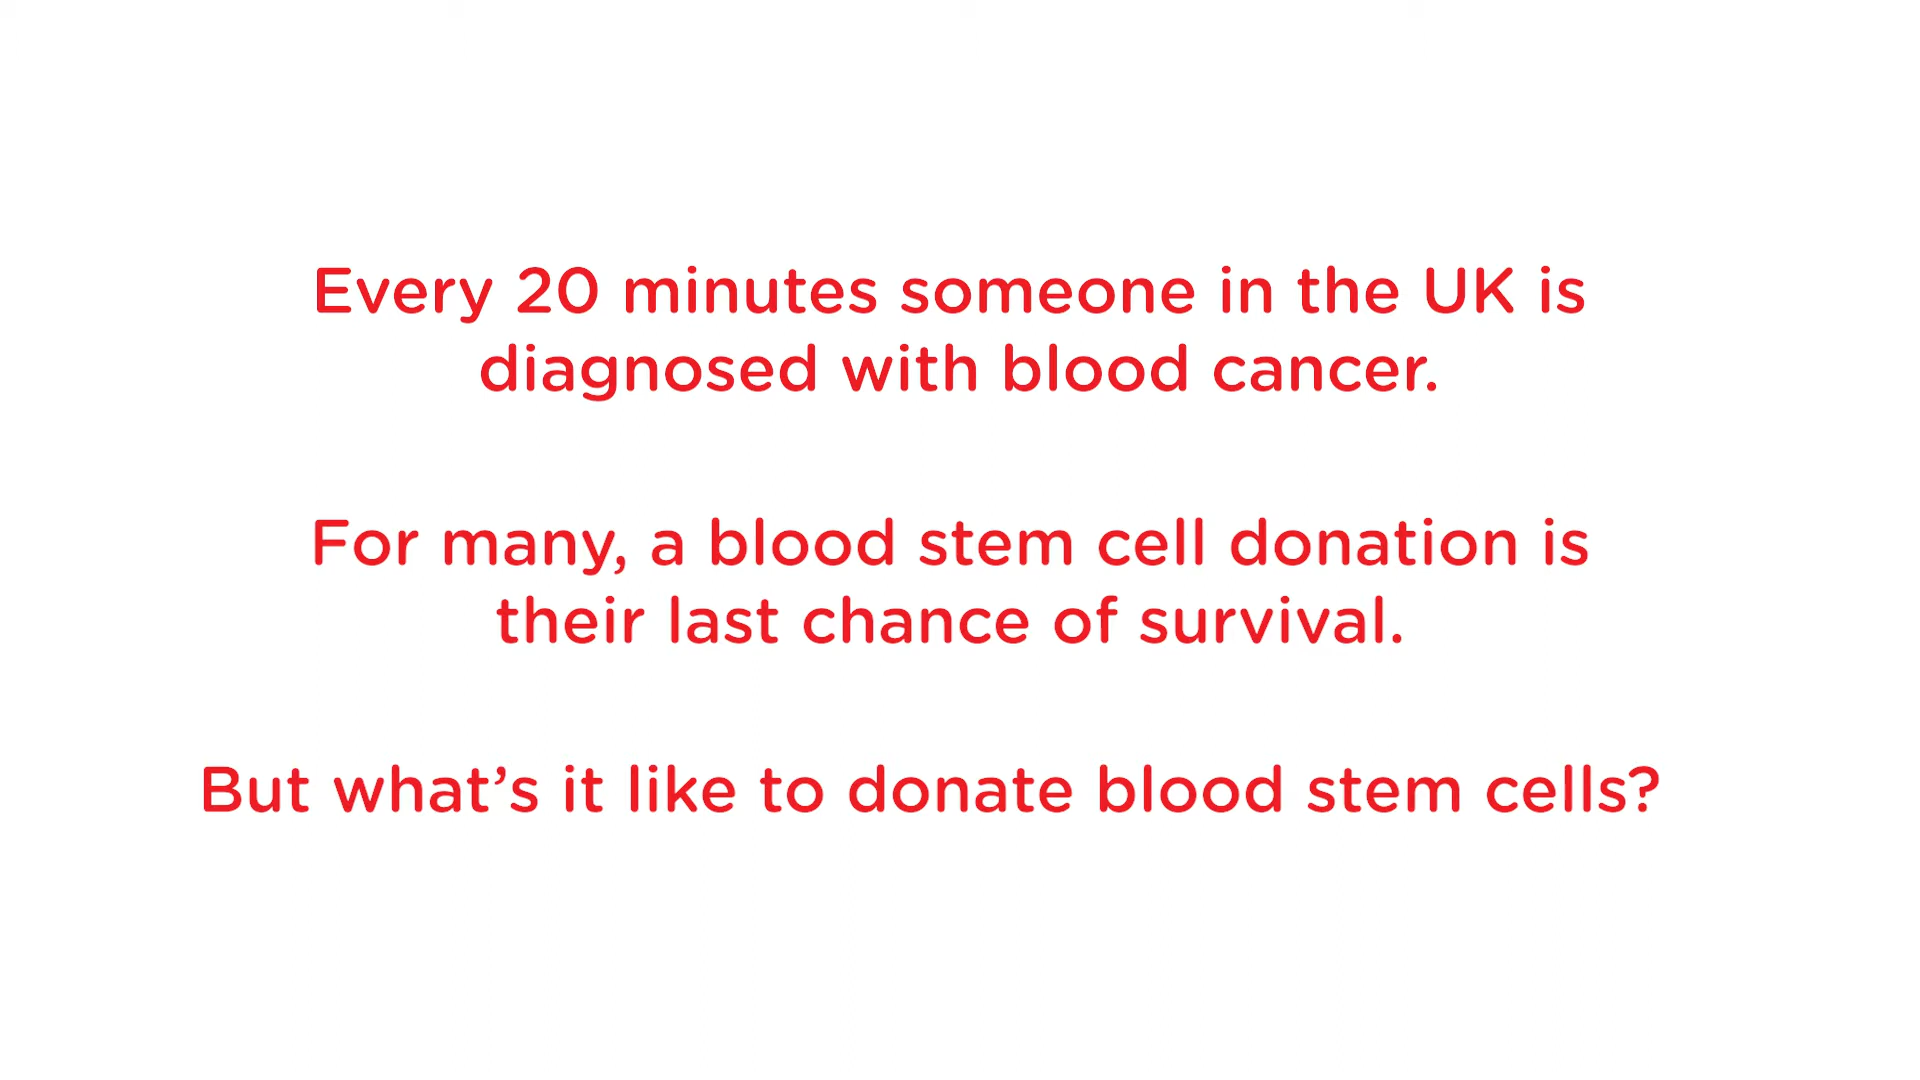 Every 20 minutes someone in the UK is
diagnosed with blood cancer.
For many, a blood stem cell donation is
their last chance of survival.
But what’s it like to donate blood stem cells?